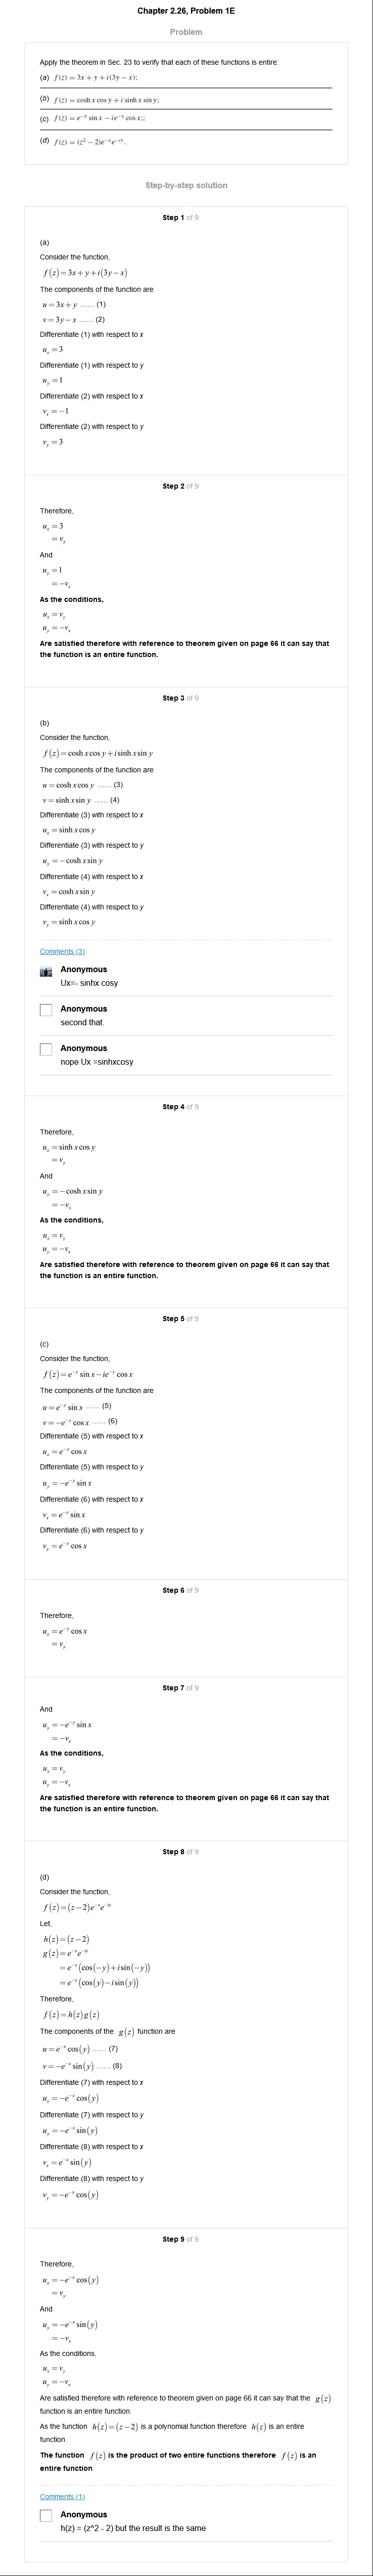 Chapter 2.26, Problem 1E
Problem
Apply the theorem in Sec. 23 to verify that each of these functions is entire:
(a) f(z) = 3x + y + i(3y − x);
(b) f(z) = cosh x cos y + i sinh x sin y;
(c) f(z) = e^{−y} sin x − ie^{−y} cos x;;
(d) f(z) = (z² − 2)e^{−x}e^{−iy}.
Step-by-step solution
Step 1 of 9
(a)
Consider the function,
f(z) = 3x + y + i(3y − x)
The components of the function are
u = 3x + y ...... (1)
v = 3y − x ...... (2)
Differentiate (1) with respect to x
u_x = 3
Differentiate (1) with respect to y
u_y = 1
Differentiate (2) with respect to x
v_x = −1
Differentiate (2) with respect to y
v_y = 3
Step 2 of 9
Therefore,
u_x = 3
= v_y
And
u_y = 1
= −v_x
As the conditions,
u_x = v_y
u_y = −v_x
Are satisfied therefore with reference to theorem given on page 66 it can say that
the function is an entire function.
Step 3 of 9
(b)
Consider the function,
f(z) = cosh x cos y + i sinh x sin y
The components of the function are
u = cosh x cos y ...... (3)
v = sinh x sin y ...... (4)
Differentiate (3) with respect to x
u_x = sinh x cos y
Differentiate (3) with respect to y
u_y = −cosh x sin y
Differentiate (4) with respect to x
v_x = cosh x sin y
Differentiate (4) with respect to y
v_y = sinh x cos y
Comments (3)
Anonymous
Ux=- sinhx cosy
Anonymous
second that.
Anonymous
nope Ux =sinhxcosy
Step 4 of 9
Therefore,
u_x = sinh x cos y
= v_y
And
u_y = −cosh x sin y
= −v_x
As the conditions,
u_x = v_y
u_y = −v_x
Are satisfied therefore with reference to theorem given on page 66 it can say that
the function is an entire function.
Step 5 of 9
(c)
Consider the function,
f(z) = e^{−y} sin x − ie^{−y} cos x
The components of the function are
u = e^{−y} sin x ...... (5)
v = −e^{−y} cos x ...... (6)
Differentiate (5) with respect to x
u_x = e^{−y} cos x
Differentiate (5) with respect to y
u_y = −e^{−y} sin x
Differentiate (6) with respect to x
v_x = e^{−y} sin x
Differentiate (6) with respect to y
v_y = e^{−y} cos x
Step 6 of 9
Therefore,
u_x = e^{−y} cos x
= v_y
Step 7 of 9
And
u_y = −e^{−y} sin x
= −v_x
As the conditions,
u_x = v_y
u_y = −v_x
Are satisfied therefore with reference to theorem given on page 66 it can say that
the function is an entire function.
Step 8 of 9
(d)
Consider the function,
f(z) = (z − 2)e^{−x}e^{−iy}
Let,
h(z) = (z − 2)
g(z) = e^{−x}e^{−iy}
= e^{−x}(cos(−y) + i sin(−y))
= e^{−x}(cos(y) − i sin(y))
Therefore,
f(z) = h(z)g(z)
The components of the g(z) function are
u = e^{−x} cos(y) ...... (7)
v = −e^{−x} sin(y) ...... (8)
Differentiate (7) with respect to x
u_x = −e^{−x} cos(y)
Differentiate (7) with respect to y
u_y = −e^{−x} sin(y)
Differentiate (8) with respect to x
v_x = e^{−x} sin(y)
Differentiate (8) with respect to y
v_y = −e^{−x} cos(y)
Step 9 of 9
Therefore,
u_x = −e^{−x} cos(y)
= v_y
And
u_y = −e^{−x} sin(y)
= −v_x
As the conditions,
u_x = v_y
u_y = −v_x
Are satisfied therefore with reference to theorem given on page 66 it can say that the g(z)
function is an entire function.
As the function h(z) = (z − 2) is a polynomial function therefore h(z) is an entire
function.
The function f(z) is the product of two entire functions therefore f(z) is an
entire function.
Comments (1)
Anonymous
h(z) = (z^2 - 2) but the result is the same